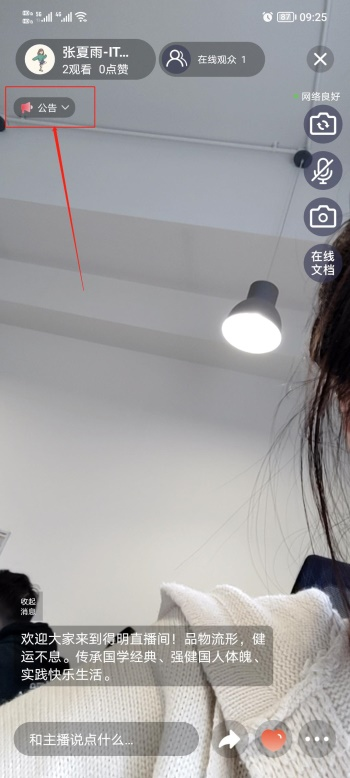 09:25
87
张夏雨-IT...
2观看 0点赞
在线观众 1
网络良好
公告
在线
文档
收起
消息
欢迎大家来到得明直播间！品物流形，健
运不息。传承国学经典、强健国人体魄、
实践快乐生活。
和主播说点什么...